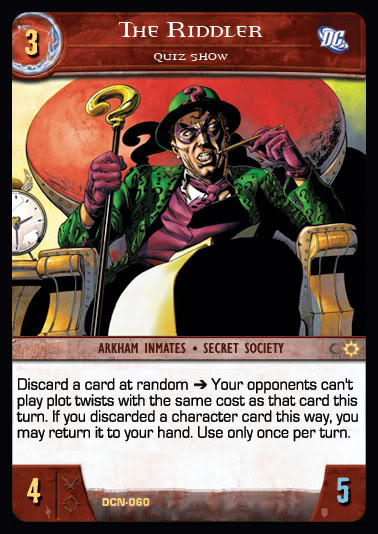 The Riddler
3
DC
Quiz Show
?
ARKHAM INMATES • SECRET SOCIETY
C
Discard a card at random ➔ Your opponents can't
play plot twists with the same cost as that card this
turn. If you discarded a character card this way, you
may return it to your hand. Use only once per turn.
4
DCN-060
5